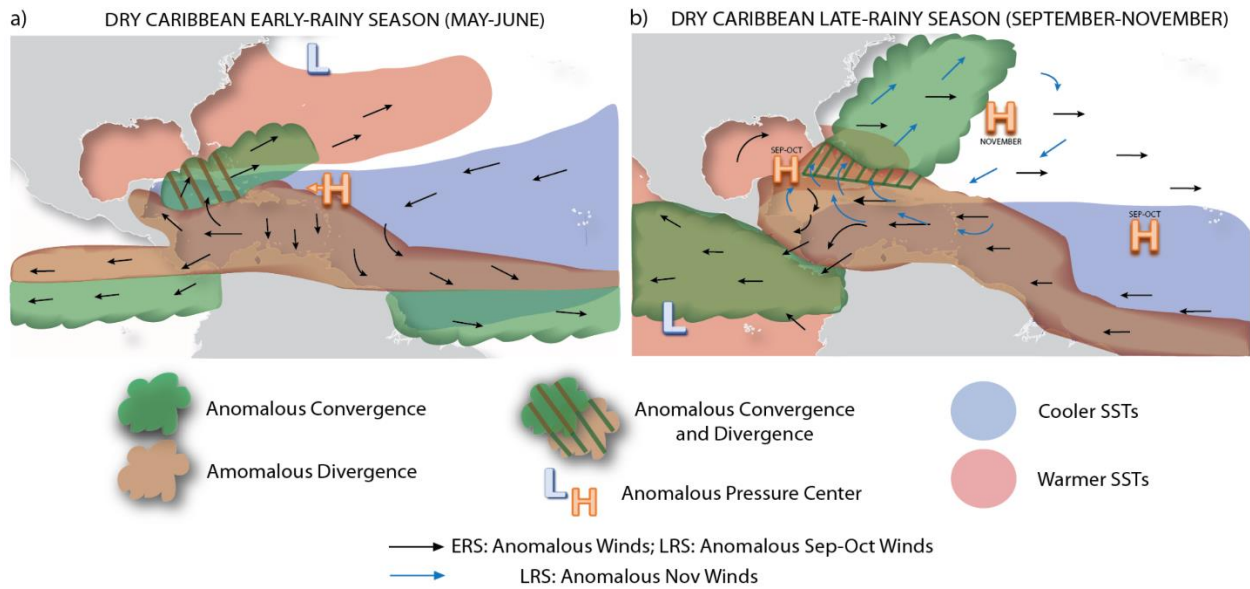 a) DRY CARIBBEAN EARLY-RAINY SEASON (MAY-JUNE)
b) DRY CARIBBEAN LATE-RAINY SEASON (SEPTEMBER-NOVEMBER)
L
H
H
NOVEMBER
SEP-OCT
H
SEP-OCT
H
L
Anomalous Convergence
Amomalous Divergence
Anomalous Convergence
and Divergence
L H
Anomalous Pressure Center
Cooler SSTs
Warmer SSTs
ERS: Anomalous Winds; LRS: Anomalous Sep-Oct Winds
LRS: Anomalous Nov Winds